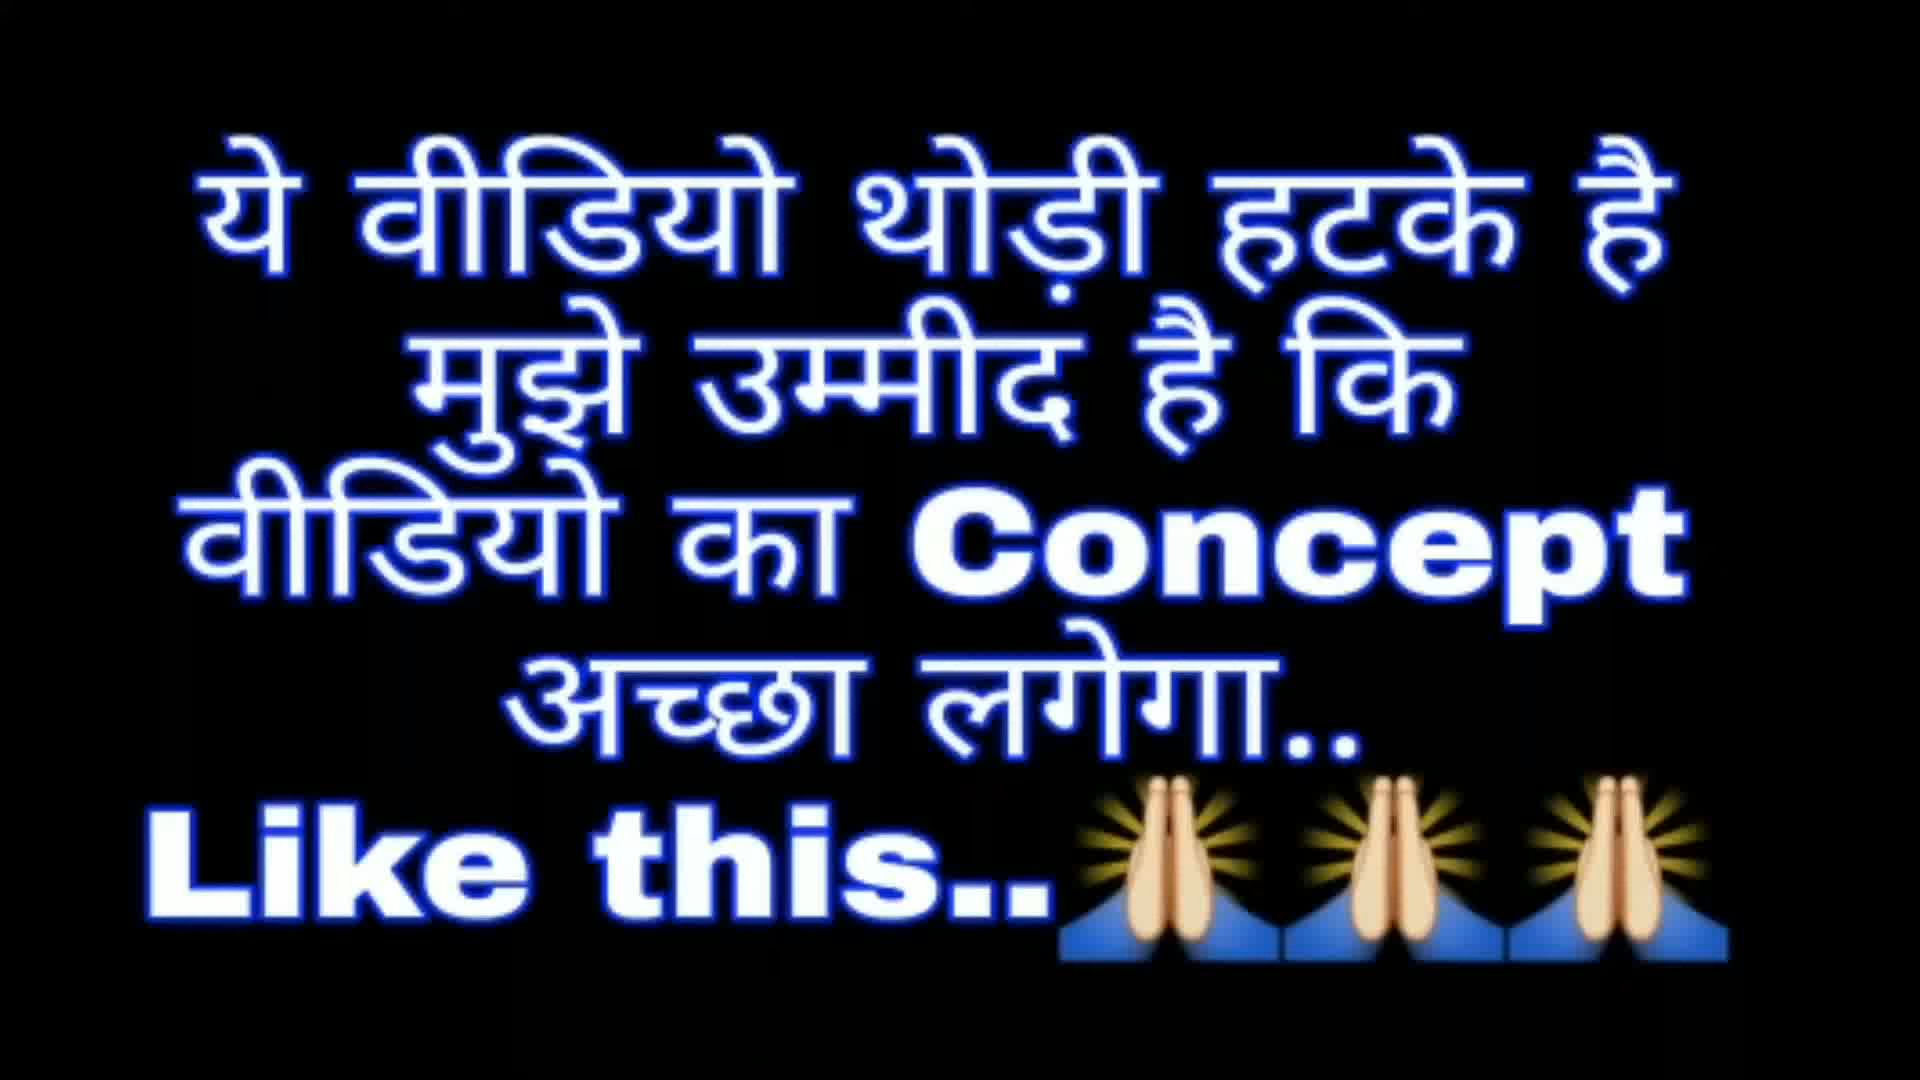 ये वीडियो थोड़ी हटके है
मुझे उम्मीद है कि
वीडियो का Concept
अच्छा लगेगा..
Like this..🙏🙏🙏